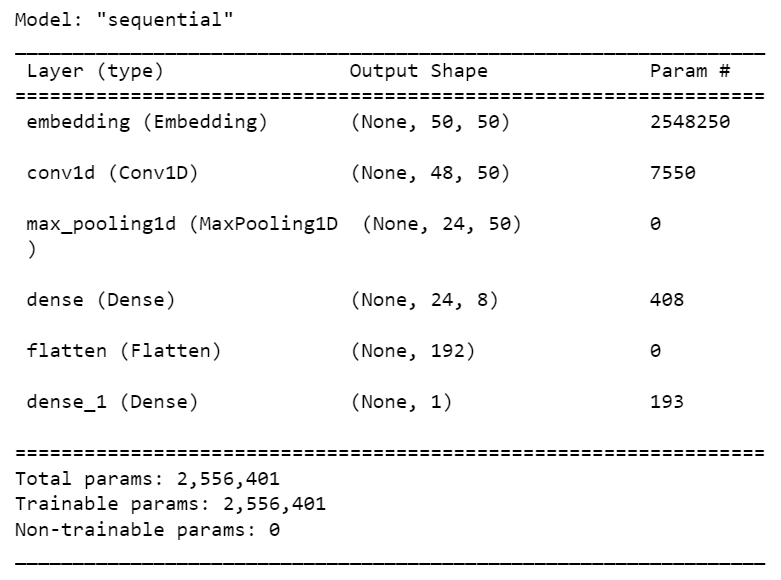 Model: "sequential"
Layer (type) Output Shape Param #
embedding (Embedding) (None, 50, 50) 2548250
conv1d (Conv1D) (None, 48, 50) 7550
max_pooling1d (MaxPooling1D (None, 24, 50) 0
)
dense (Dense) (None, 24, 8) 408
flatten (Flatten) (None, 192) 0
dense_1 (Dense) (None, 1) 193
Total params: 2,556,401
Trainable params: 2,556,401
Non-trainable params: 0